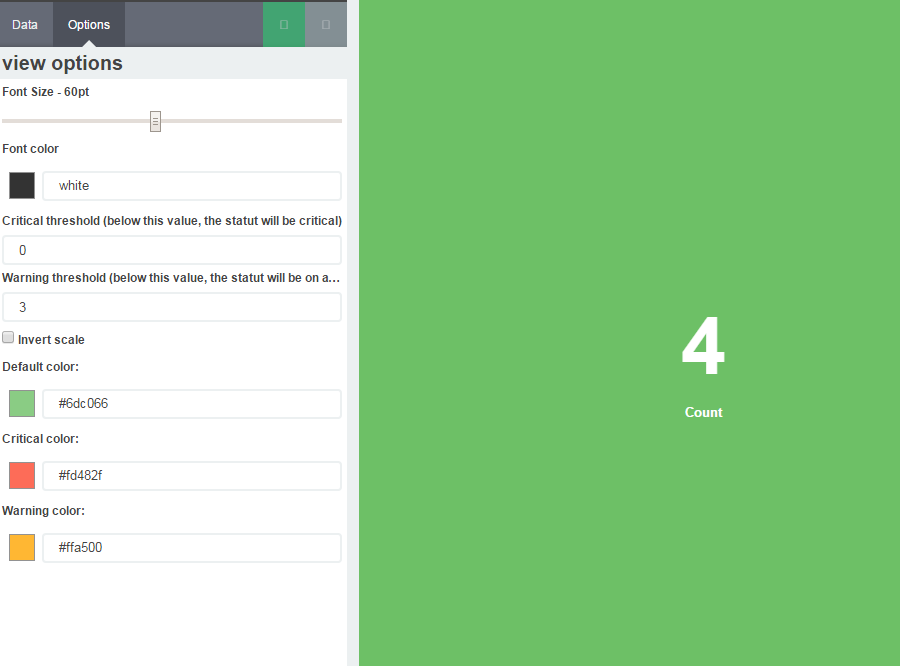 Data
Options
view options
Font Size - 60pt
Font color
white
Critical threshold (below this value, the statut will be critical)
0
Warning threshold (below this value, the statut will be on a...
3
Invert scale
Default color:
#6dc066
Critical color:
#fd482f
Warning color:
#ffa500
4
Count